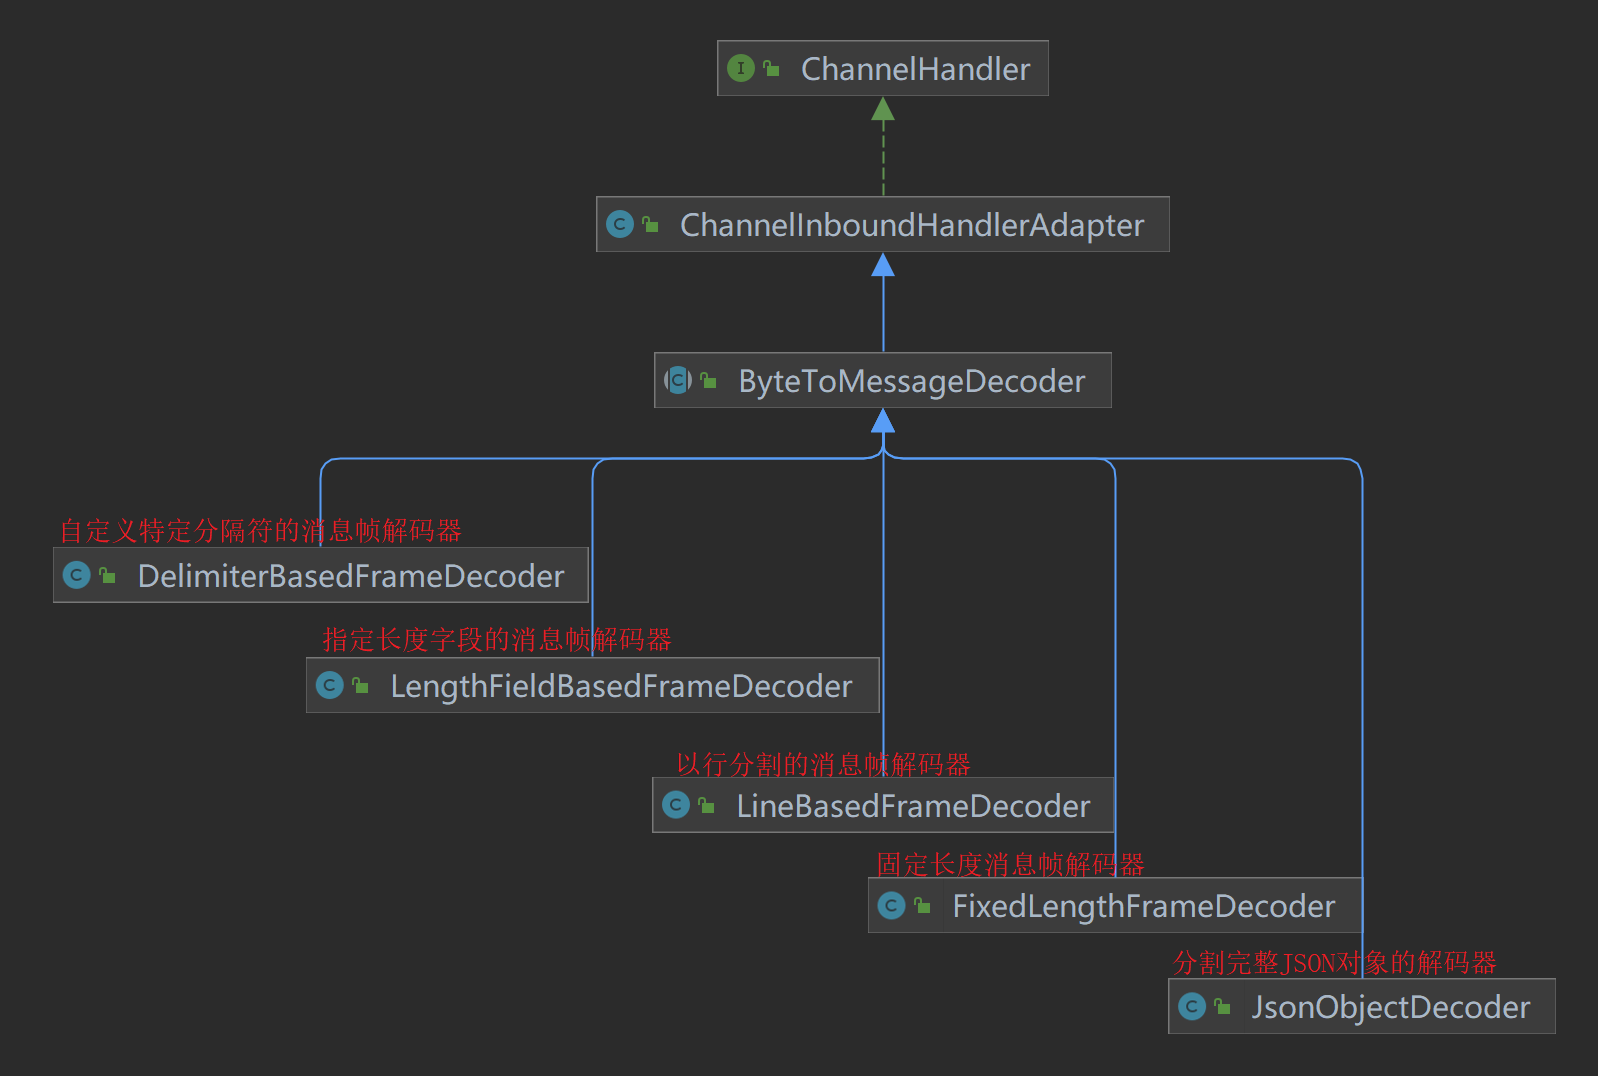 I ChannelHandler
C ChannelInboundHandlerAdapter
C ByteToMessageDecoder
自定义特定分隔符的消息帧解码器
C DelimiterBasedFrameDecoder
指定长度字段的消息帧解码器
C LengthFieldBasedFrameDecoder
以行分割的消息帧解码器
C LineBasedFrameDecoder
固定长度消息帧解码器
C FixedLengthFrameDecoder
分割完整JSON对象的解码器
C JsonObjectDecoder